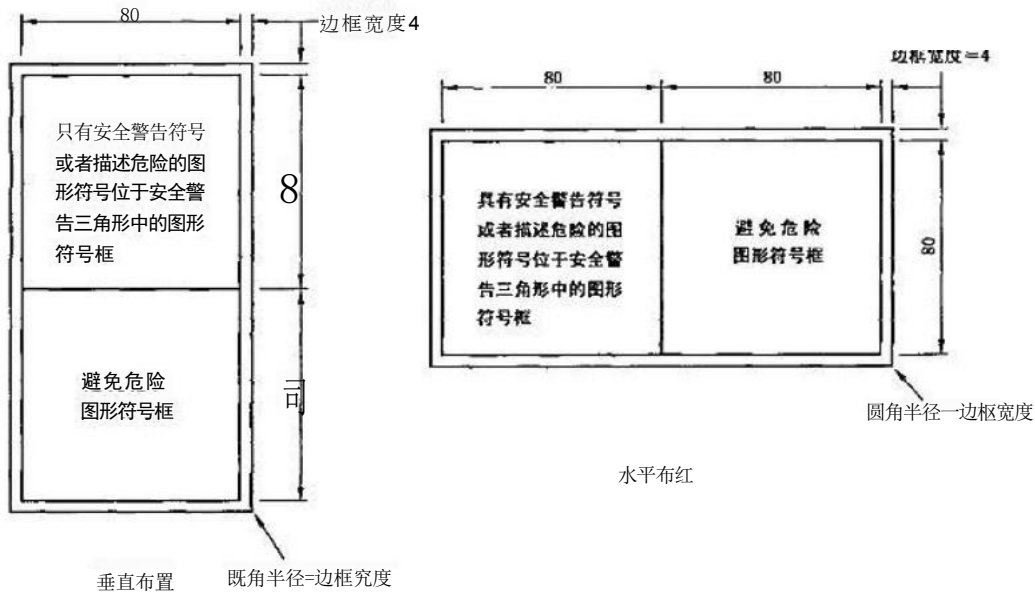 80
边框宽度4
只有安全警告符号
或者描述危险的图
形符号位于安全警
告三角形中的图形
符号框
8
避免危险
图形符号框
司
垂直布置
既角半径=边框究度
边框宽度=4
80
80
具有安全警告符号
或者描述危险的图
形符号位于安全警
告三角形中的图形
符号框
避免危险
图形符号框
80
圆角半径一边枢宽度
水平布红